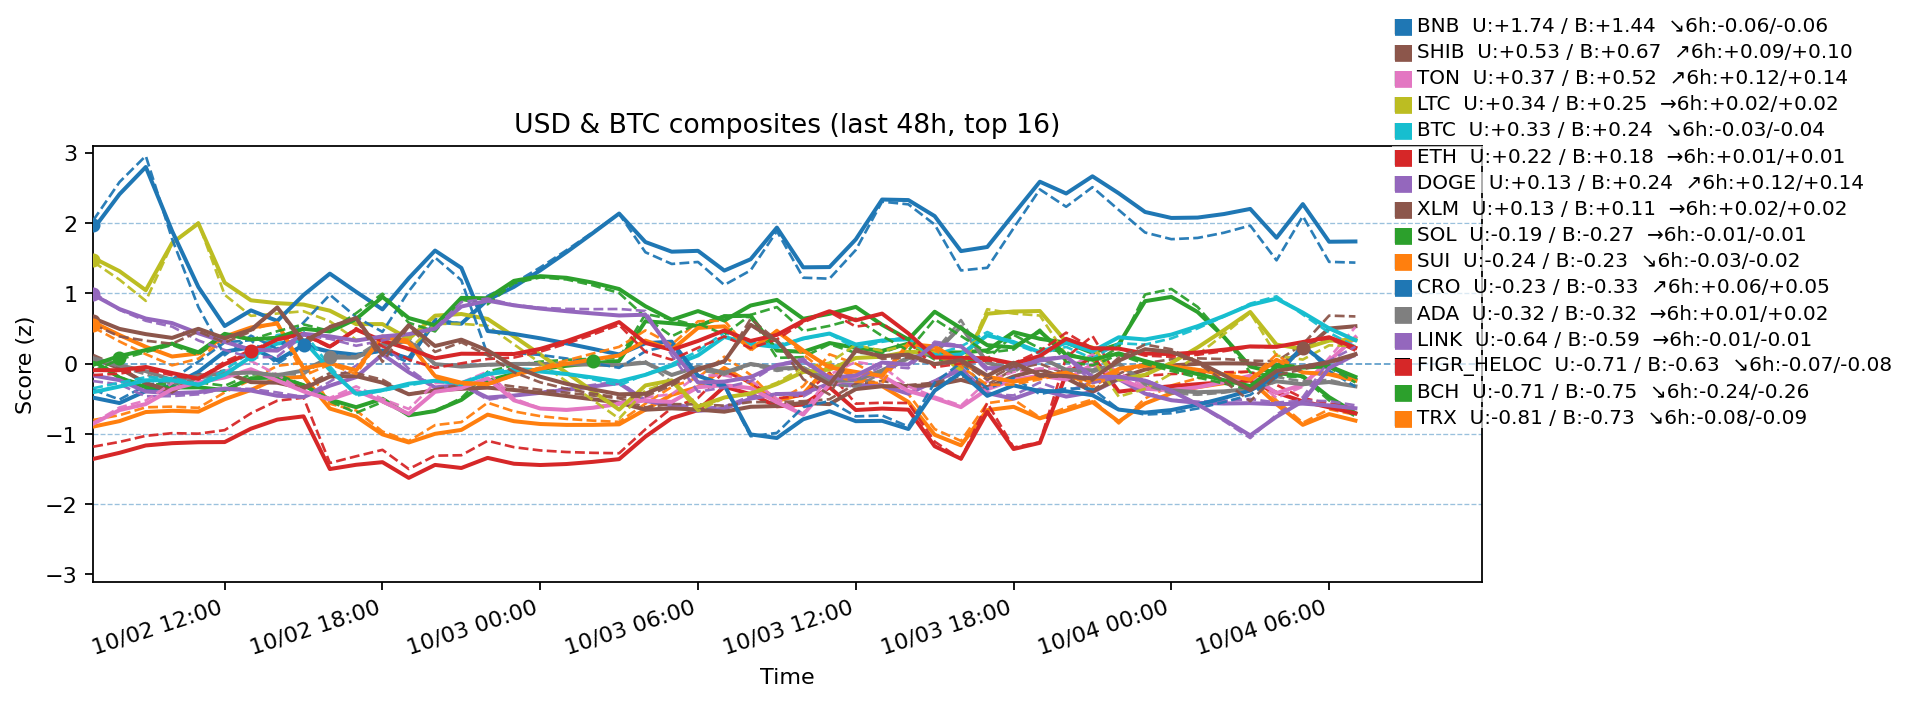 BNB U:+1.74 / B:+1.44 ↘6h:-0.06/-0.06
SHIB U:+0.53 / B:+0.67 ↗6h:+0.09/+0.10
TON U:+0.37 / B:+0.52 ↗6h:+0.12/+0.14
LTC U:+0.34 / B:+0.25 →6h:+0.02/+0.02
BTC U:+0.33 / B:+0.24 ↘6h:-0.03/-0.04
ETH U:+0.22 / B:+0.18 →6h:+0.01/+0.01
DOGE U:+0.13 / B:+0.24 ↗6h:+0.12/+0.14
XLM U:+0.13 / B:+0.11 →6h:+0.02/+0.02
SOL U:-0.19 / B:-0.27 →6h:-0.01/-0.01
SUI U:-0.24 / B:-0.23 ↘6h:-0.03/-0.02
CRO U:-0.23 / B:-0.33 ↗6h:+0.06/+0.05
ADA U:-0.32 / B:-0.32 →6h:+0.01/+0.02
LINK U:-0.64 / B:-0.59 →6h:-0.01/-0.01
FIGR_HELOC U:-0.71 / B:-0.63 ↘6h:-0.07/-0.08
BCH U:-0.71 / B:-0.75 ↘6h:-0.24/-0.26
TRX U:-0.81 / B:-0.73 ↘6h:-0.08/-0.09
USD & BTC composites (last 48h, top 16)
Score (z)
3
2
1
0
−1
−2
−3
10/02 12:00
10/02 18:00
10/03 00:00
10/03 06:00
10/03 12:00
10/03 18:00
10/04 00:00
10/04 06:00
Time